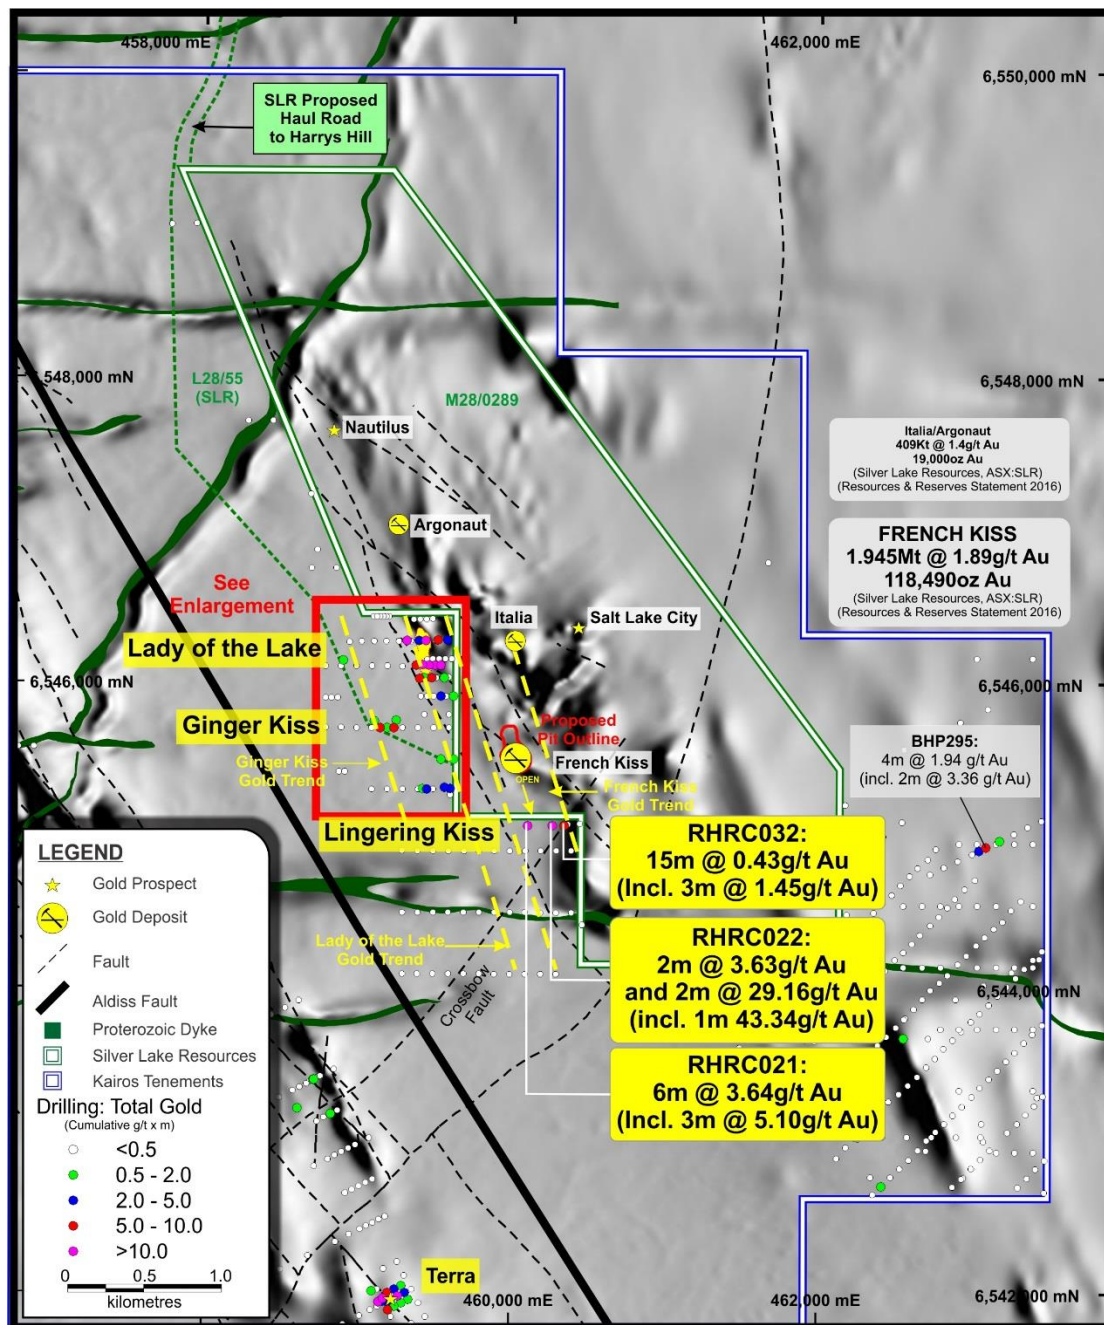 458,000 mE
462,000 mE
6,550,000 mN
SLR Proposed
Haul Road
to Harrys Hill
6,548,000 mN
L28/55
(SLR)
M28/0289
6,548,000 mN
Nautilus
Italia/Argonaut
409Kt @ 1.4g/t Au
19,000oz Au
(Silver Lake Resources, ASX:SLR)
(Resources & Reserves Statement 2016)
Argonaut
FRENCH KISS
1.945Mt @ 1.89g/t Au
118,490oz Au
(Silver Lake Resources, ASX:SLR)
(Resources & Reserves Statement 2016)
See
Enlargement
Italia
Salt Lake City
Lady of the Lake
6,546,000 mN
6,546,000 mN
Ginger Kiss
Proposed
Pit Outline
BHP295:
4m @ 1.94 g/t Au
(incl. 2m @ 3.36 g/t Au)
Ginger Kiss
Gold Trend
French Kiss
OPEN
French Kiss
Gold Trend
Lingering Kiss
RHRC032:
15m @ 0.43g/t Au
(Incl. 3m @ 1.45g/t Au)
LEGEND
Gold Prospect
Gold Deposit
Fault
Aldiss Fault
Proterozoic Dyke
Silver Lake Resources
Kairos Tenements
Drilling: Total Gold
(Cumulative g/t x m)
<0.5
0.5 - 2.0
2.0 - 5.0
5.0 - 10.0
>10.0
0 0.5 1.0
kilometres
Lady of the Lake
Gold Trend
Crossbow
Fault
RHRC022:
2m @ 3.63g/t Au
and 2m @ 29.16g/t Au
(incl. 1m 43.34g/t Au)
6,544,000 mN
RHRC021:
6m @ 3.64g/t Au
(Incl. 3m @ 5.10g/t Au)
Terra
460,000 mE
462,000 mE
6,542,000 mN